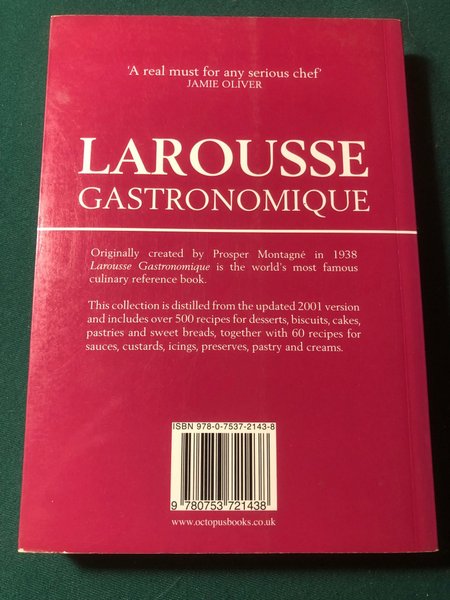 'A real must for any serious chef'
JAMIE OLIVER
LAROUSSE
GASTRONOMIQUE
Originally created by Prosper Montagné in 1938
Larousse Gastronomique is the world's most famous
culinary reference book.
This collection is distilled from the updated 2001 version
and includes over 500 recipes for desserts, biscuits, cakes,
pastries and sweet breads, together with 60 recipes for
sauces, custards, icings, preserves, pastry and creams.
ISBN 978-0-7537-2143-8
9 780753 721438
www.octopusbooks.co.uk